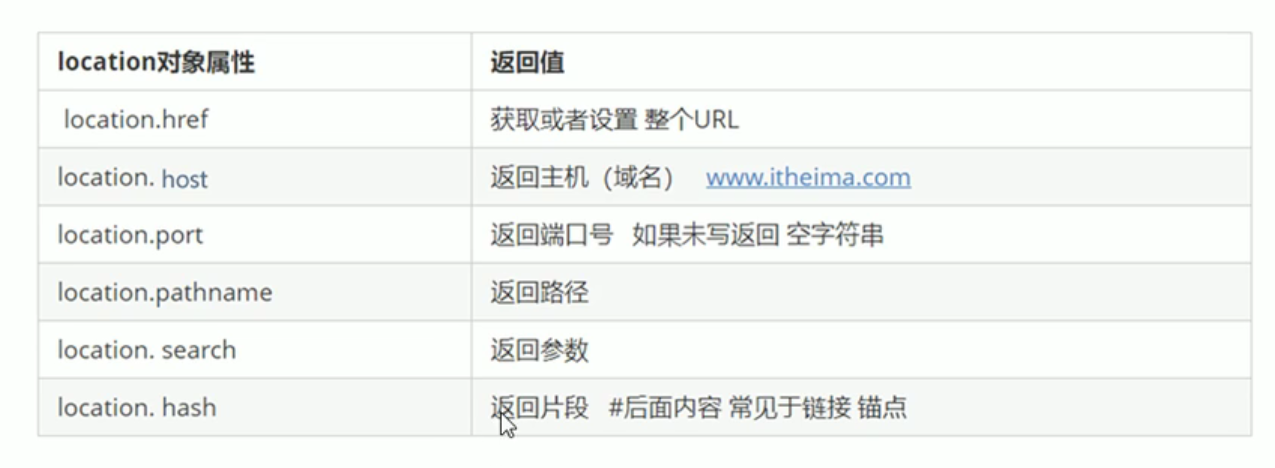 location对象属性 返回值
location.href 获取或者设置 整个URL
location. host 返回主机（域名） www.itheima.com
location.port 返回端口号 如果未写返回 空字符串
location.pathname 返回路径
location. search 返回参数
location. hash 返回片段 #后面内容 常见于链接 锚点